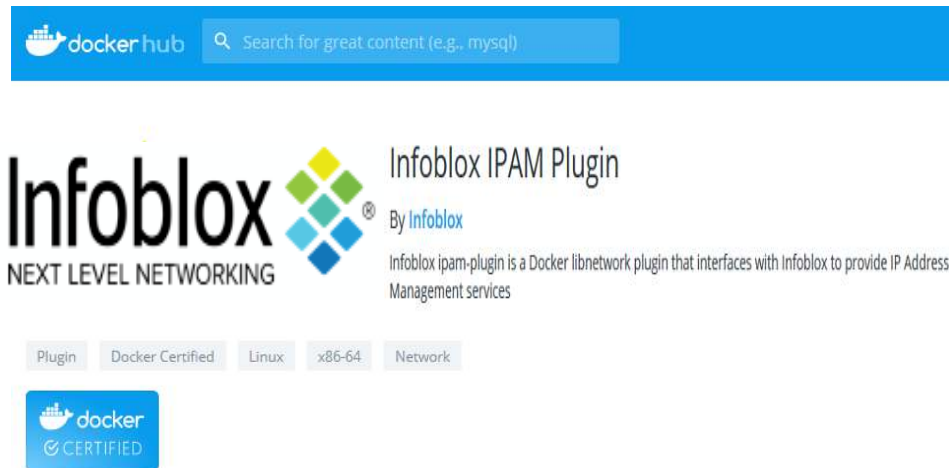 docker hub
Search for great content (e.g., mysql)
Infoblox ®
NEXT LEVEL NETWORKING
Infoblox IPAM Plugin
By Infoblox
Infoblox ipam-plugin is a Docker libnetwork plugin that interfaces with Infoblox to provide IP Address
Management services
Plugin Docker Certified Linux x86-64 Network
docker
CERTIFIED